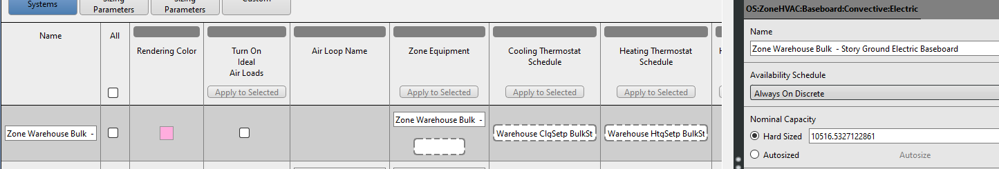 Systems
Sizing
Parameters
Sizing
Parameters
Custom
Name
All
Rendering Color
Turn On
Ideal
Air Loads
Apply to Selected
Air Loop Name
Zone Equipment
Apply to Selected
Cooling Thermostat
Schedule
Apply to Selected
Heating Thermostat
Schedule
Apply to Selected
H
Zone Warehouse Bulk -
Zone Warehouse Bulk -
Warehouse ClgSetp BulkSt
Warehouse HtgSetp BulkSt
OS:ZoneHVAC:Baseboard:Convective:Electric
Name
Zone Warehouse Bulk - Story Ground Electric Baseboard
Availability Schedule
Always On Discrete
Nominal Capacity
Hard Sized
10516.5327122861
Autosized
Autosize